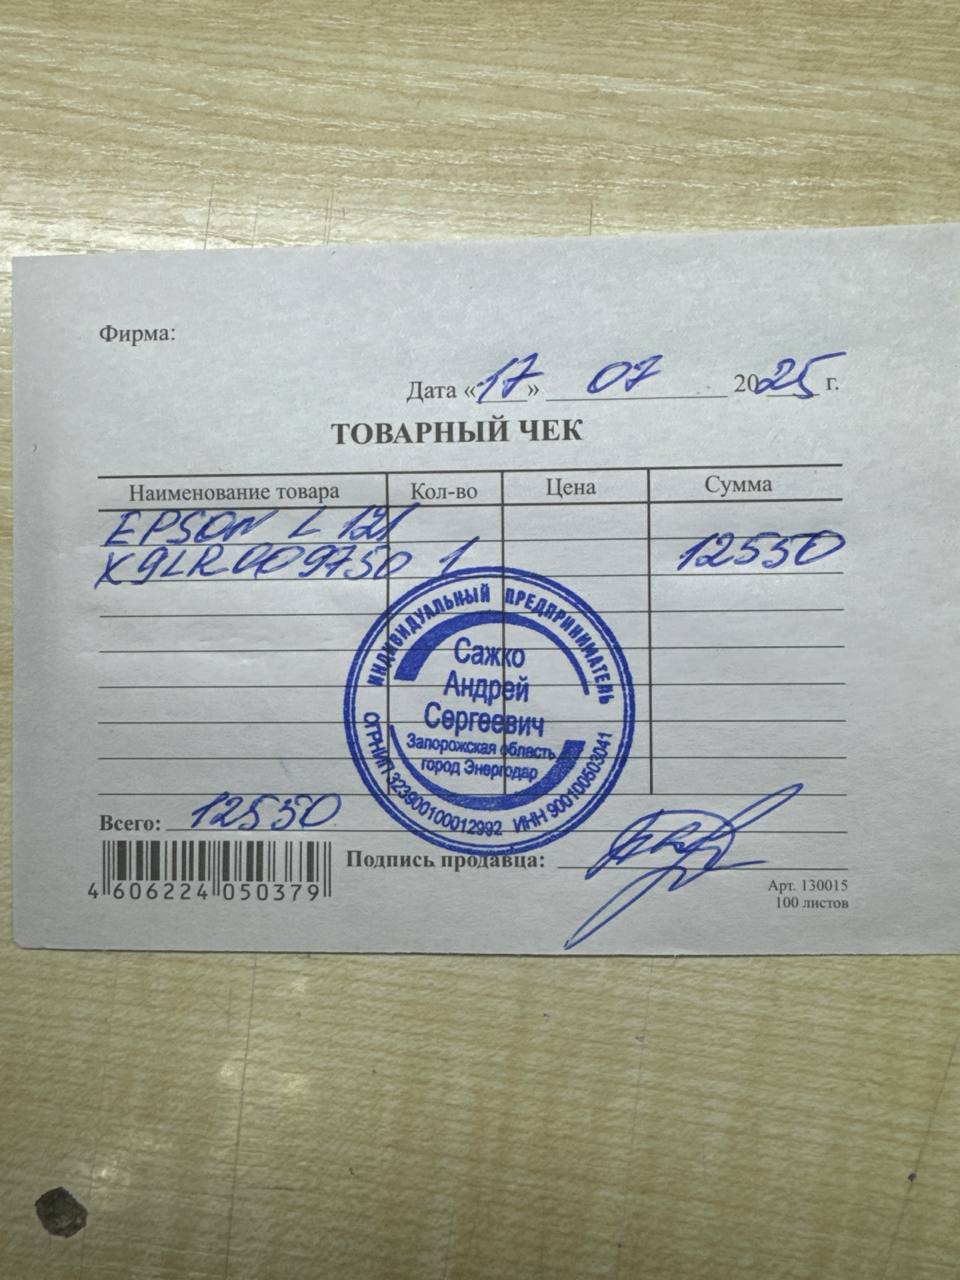 Фирма:
Дата «17» 07 2025 г.
ТОВАРНЫЙ ЧЕК
Наименование товара Кол-во Цена Сумма
EPSON L 121
X9LR009750 1 12550
ИНДИВИДУАЛЬНЫЙ ПРЕДПРИНИМАТЕЛЬ
Сажко
Андрей
Сергеевич
Запорожская область
город Энергодар
ОГРНИП 323900100012992 ИНН 900100503041
Всего: 12550
Подпись продавца:
4 606224 050379
Арт. 130015
100 листов